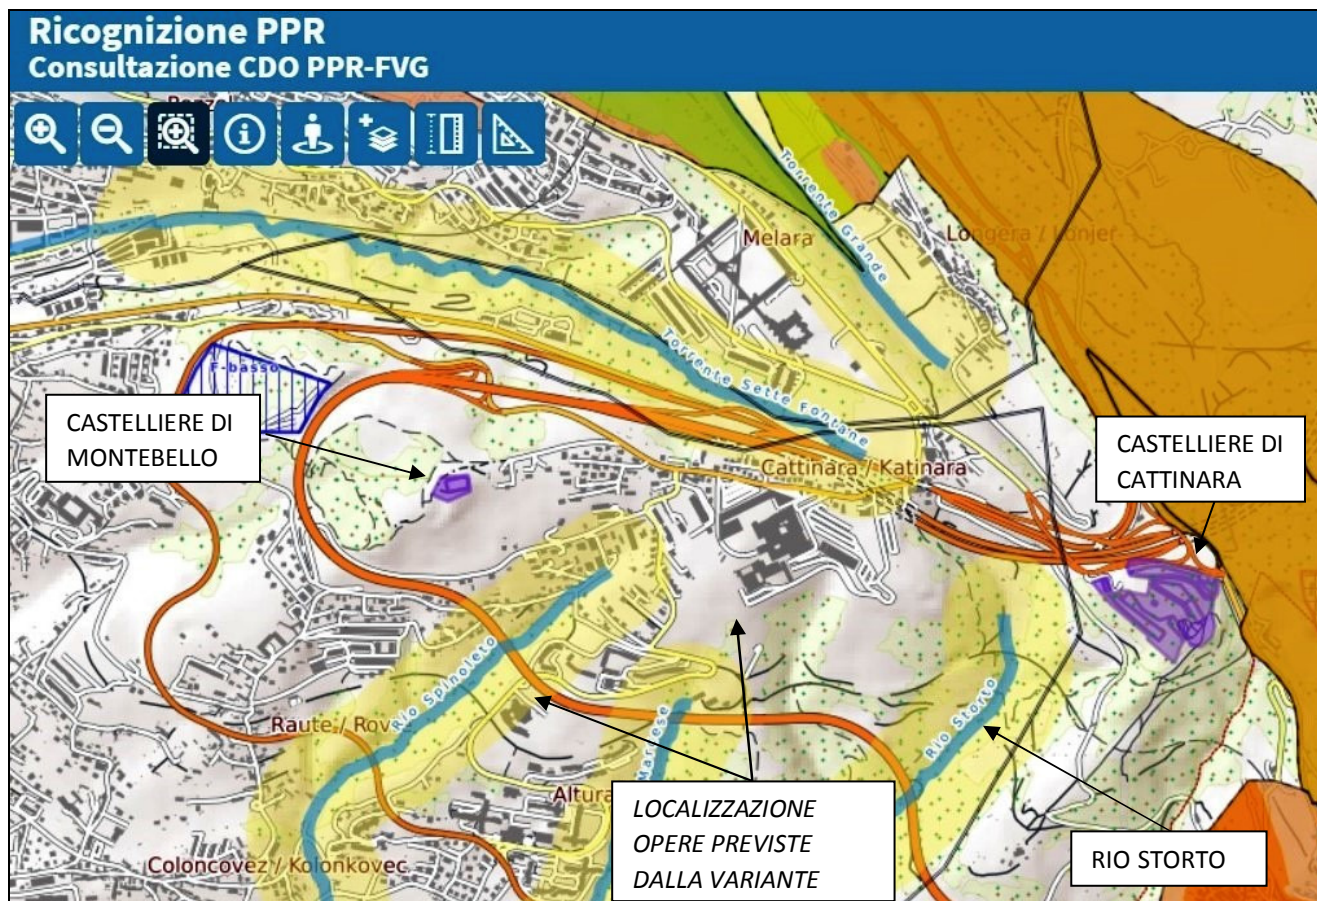 Ricognizione PPR
Consultazione CDO PPR-FVG
Torrente Grande
Melara
Longera / Lonjer
F-basso
Torrente Sette Fontane
CASTELLIERE DI
MONTEBELLO
CASTELLIERE DI
CATTINARA
Cattinara / Katinara
Rio Spinoleto
Rio Storto
Raute / Rov
Marcese
Altura
LOCALIZZAZIONE
OPERE PREVISTE
DALLA VARIANTE
RIO STORTO
Coloncovez / Kolonkovec